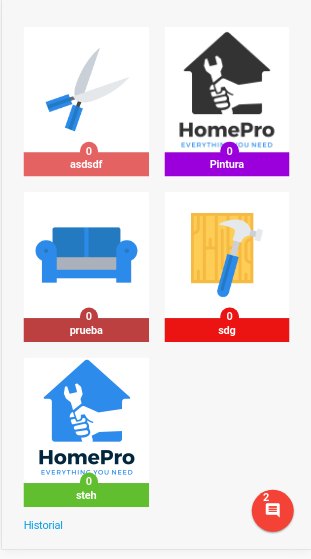 HomePro
EVERYTHING YOU NEED
0
asdsdf
0
Pintura
0
prueba
0
sdg
HomePro
EVERYTHING YOU NEED
0
steh
2
Historial